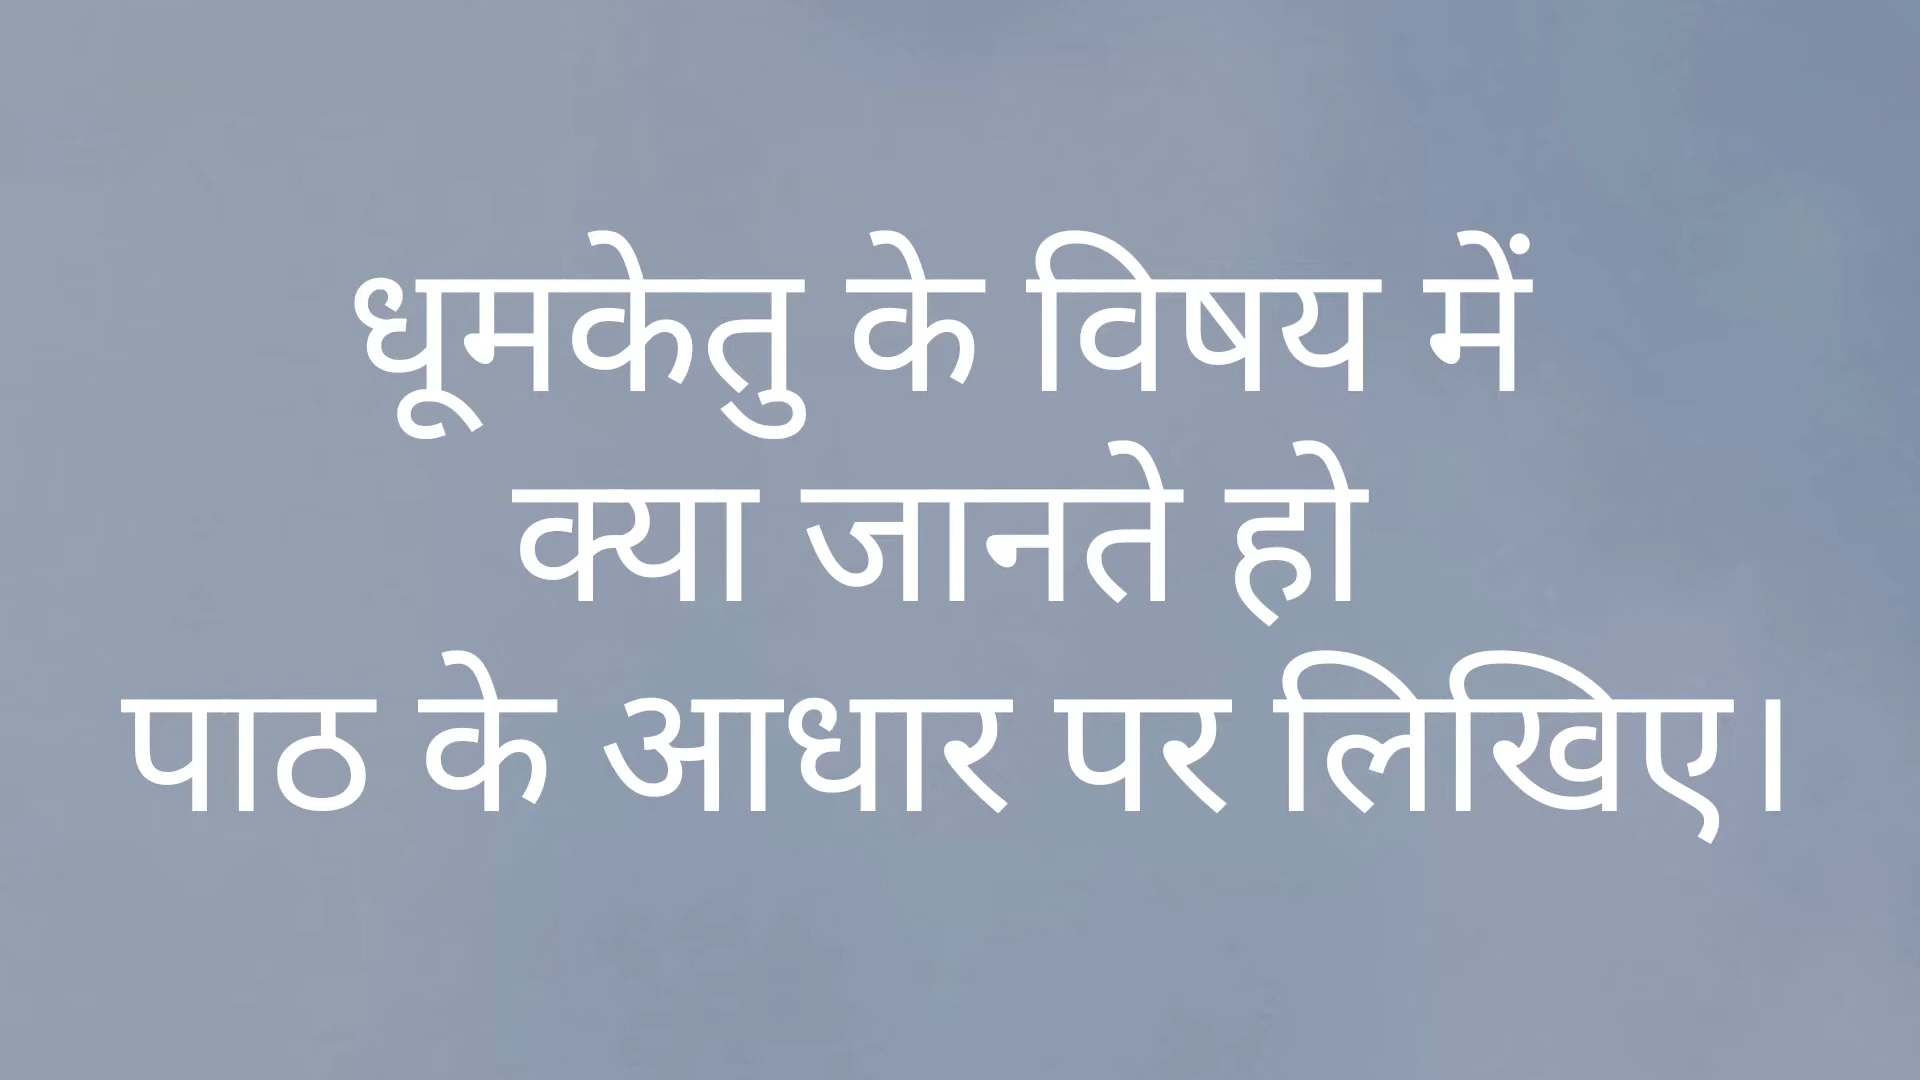 धूमकेतु के विषय में
क्या जानते हो
पाठ के आधार पर लिखिए।